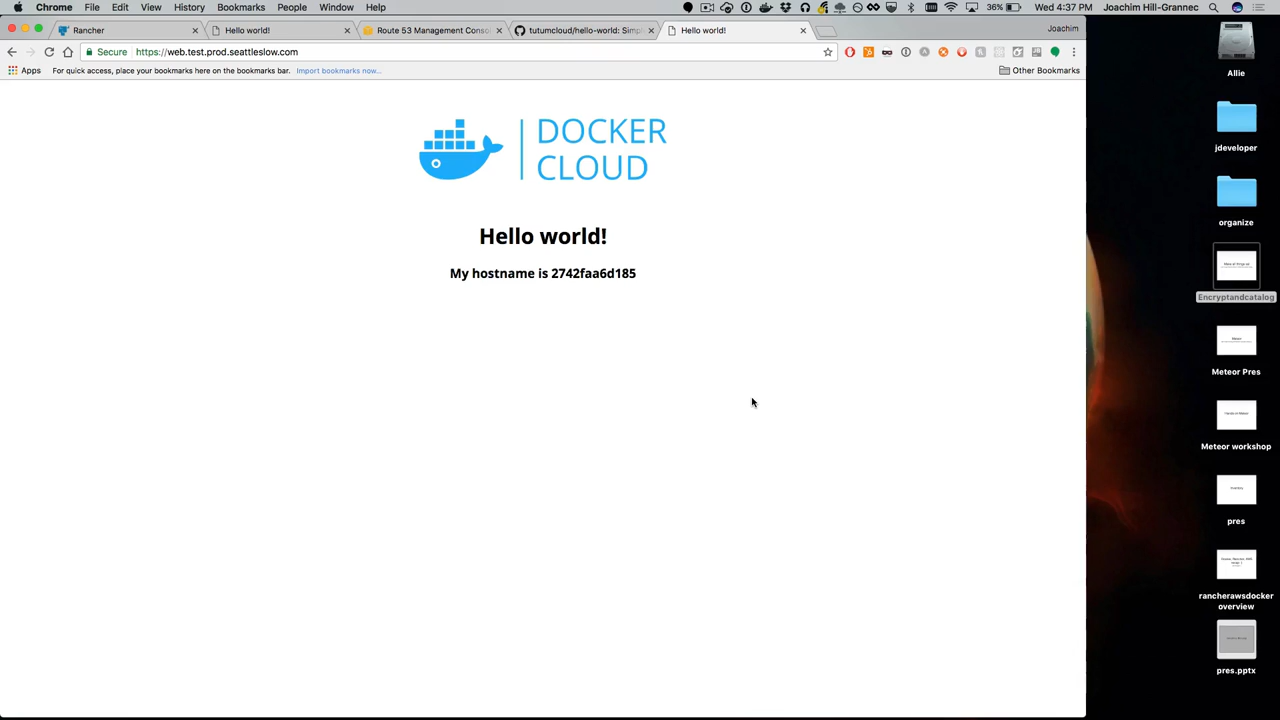 Chrome File Edit View History Bookmarks People Window Help 36% Wed 4:37 PM Joachim Hill-Grannec
Rancher Hello world! Route 53 Management Conso tutumcloud/hello-world: Simpl Hello world! Joachim
Secure https://web.test.prod.seattleslow.com
Apps For quick access, place your bookmarks here on the bookmarks bar. Import bookmarks now... Other Bookmarks
DOCKER
CLOUD
Hello world!
My hostname is 2742faa6d185
Allie
jdeveloper
organize
Encryptandcatalog
Meteor Pres
Meteor workshop
pres
rancherawsdocker
overview
pres.pptx